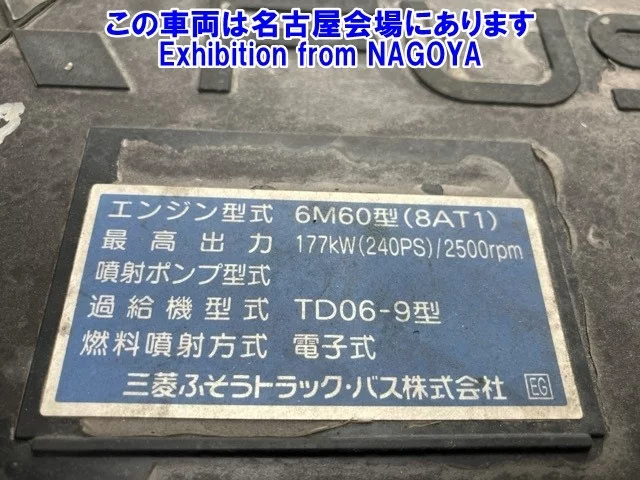 この車両は名古屋会場にあります
Exhibition from NAGOYA
FUS
エンジン型式 6M60型(8AT1)
最高出力 177kW(240PS)/2500rpm
噴射ポンプ型式
過給機型式 TD06-9型
燃料噴射方式 電子式
三菱ふそうトラック・バス株式会社 EG